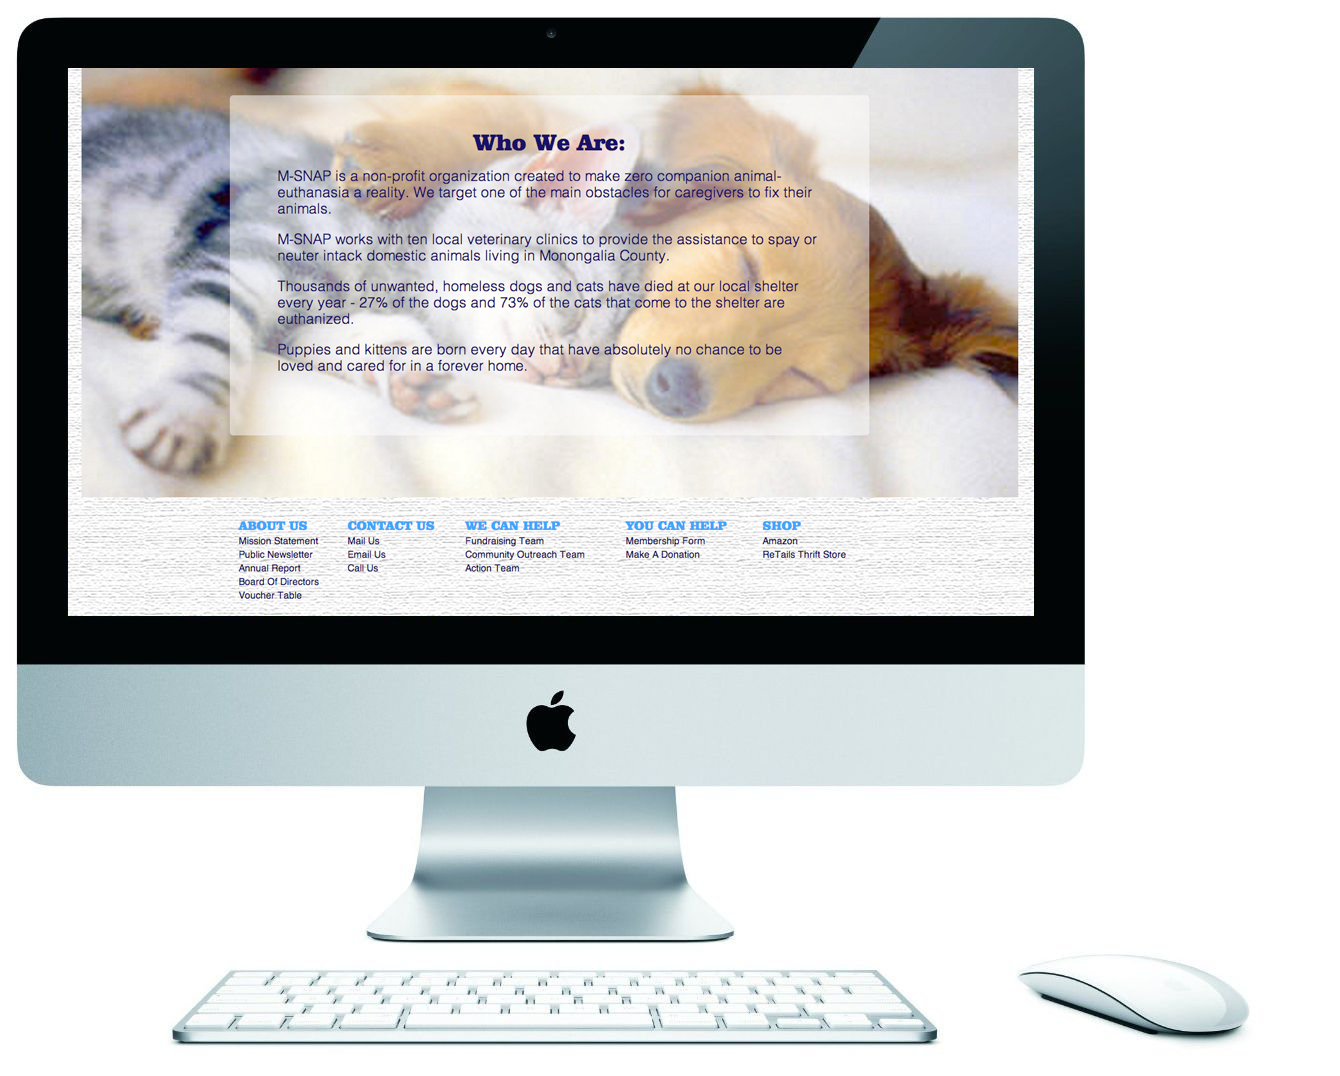 Who We Are:
M-SNAP is a non-profit organization created to make zero companion animal-
euthanasia a reality. We target one of the main obstacles for caregivers to fix their
animals.
M-SNAP works with ten local veterinary clinics to provide the assistance to spay or
neuter intack domestic animals living in Monongalia County.
Thousands of unwanted, homeless dogs and cats have died at our local shelter
every year - 27% of the dogs and 73% of the cats that come to the shelter are
euthanized.
Puppies and kittens are born every day that have absolutely no chance to be
loved and cared for in a forever home.
ABOUT US
Mission Statement
Public Newsletter
Annual Report
Board Of Directors
Voucher Table
CONTACT US
Mail Us
Email Us
Call Us
WE CAN HELP
Fundraising Team
Community Outreach Team
Action Team
YOU CAN HELP
Membership Form
Make A Donation
SHOP
Amazon
ReTails Thrift Store